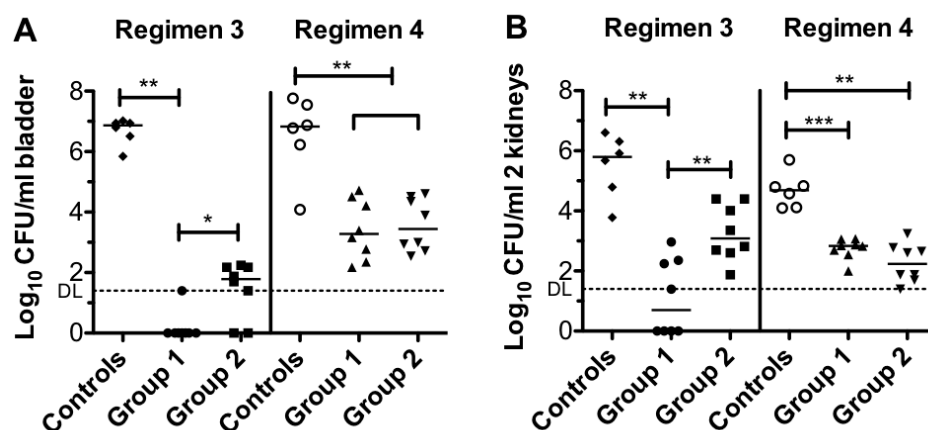 A
Regimen 3
Regimen 4
Log10 CFU/ml bladder
8
6
4
2
0
DL
**
*
**
Controls
Group 1
Group 2
Controls
Group 1
Group 2
B
Regimen 3
Regimen 4
Log10 CFU/ml 2 kidneys
8
6
4
2
0
DL
**
**
**
***
Controls
Group 1
Group 2
Controls
Group 1
Group 2